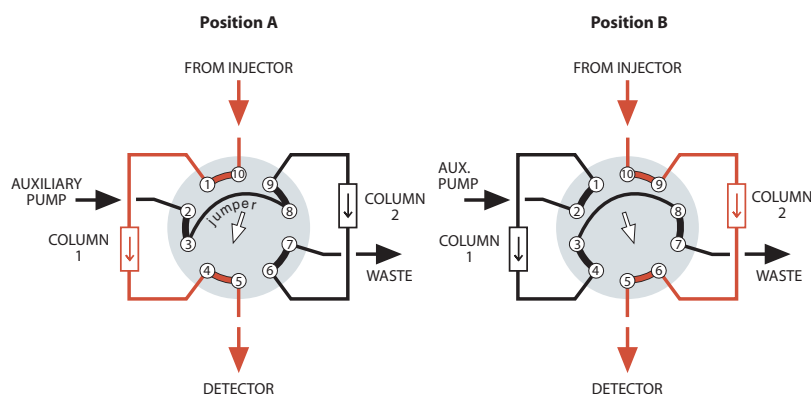 Position A
FROM INJECTOR
AUXILIARY
PUMP
COLUMN
1
COLUMN
2
WASTE
DETECTOR
jumper
1
10
9
2
8
3
7
4
5
6
Position B
FROM INJECTOR
AUX.
PUMP
COLUMN
1
COLUMN
2
WASTE
DETECTOR
10
1
9
2
8
3
7
4
5
6